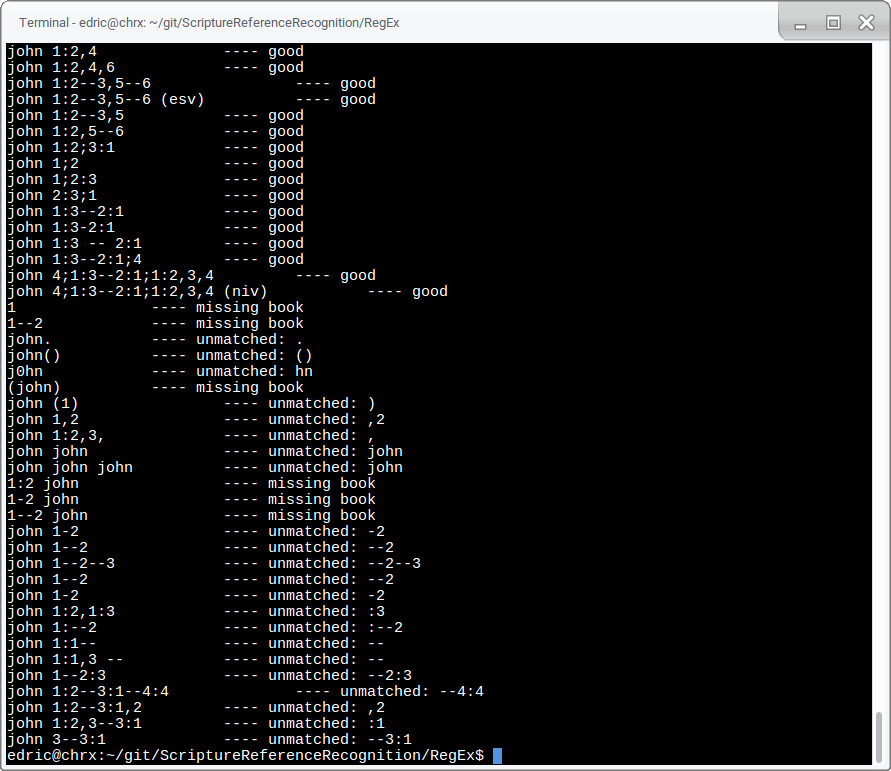 Terminal - edric@chrx: ~/git/ScriptureReferenceRecognition/RegEx
john 1:2,4 ---- good
john 1:2,4,6 ---- good
john 1:2--3,5--6 ---- good
john 1:2--3,5--6 (esv) ---- good
john 1:2--3,5 ---- good
john 1:2,5--6 ---- good
john 1:2;3:1 ---- good
john 1;2 ---- good
john 1;2:3 ---- good
john 2:3;1 ---- good
john 1:3--2:1 ---- good
john 1:3-2:1 ---- good
john 1:3 -- 2:1 ---- good
john 1:3--2:1;4 ---- good
john 4;1:3--2:1;1:2,3,4 ---- good
john 4;1:3--2:1;1:2,3,4 (niv) ---- good
1 ---- missing book
1--2 ---- missing book
john. ---- unmatched: .
john() ---- unmatched: ()
j0hn ---- unmatched: hn
(john) ---- missing book
john (1) ---- unmatched: )
john 1,2 ---- unmatched: ,2
john 1:2,3, ---- unmatched: ,
john john ---- unmatched: john
john john john ---- unmatched: john
1:2 john ---- missing book
1-2 john ---- missing book
1--2 john ---- missing book
john 1-2 ---- unmatched: -2
john 1--2 ---- unmatched: --2
john 1--2--3 ---- unmatched: --2--3
john 1--2 ---- unmatched: --2
john 1-2 ---- unmatched: -2
john 1:2,1:3 ---- unmatched: :3
john 1:--2 ---- unmatched: :--2
john 1:1-- ---- unmatched: --
john 1:1,3 -- ---- unmatched: --
john 1--2:3 ---- unmatched: --2:3
john 1:2--3:1--4:4 ---- unmatched: --4:4
john 1:2--3:1,2 ---- unmatched: ,2
john 1:2,3--3:1 ---- unmatched: :1
john 3--3:1 ---- unmatched: --3:1
edric@chrx:~/git/ScriptureReferenceRecognition/RegEx$